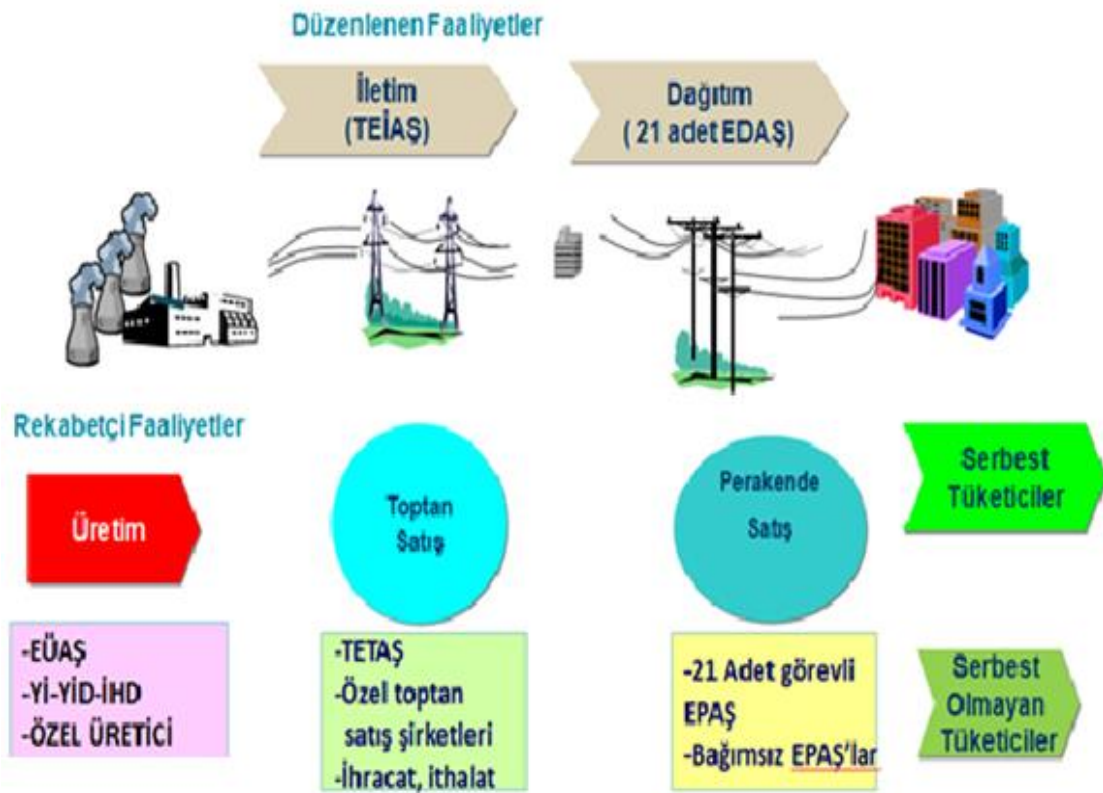 Düzenlenen Faaliyetler
İletim
(TEİAŞ)
Dağıtım
( 21 adet EDAŞ)
Rekabetçi Faaliyetler
Üretim
Toptan
Satış
Perakende
Satış
Serbest
Tüketiciler
-EÜAŞ
-Yİ-YİD-İHD
-ÖZEL ÜRETİCİ
-TETAŞ
-Özel toptan
satış şirketleri
-İhracat, ithalat
-21 Adet görevli
EPAŞ
-Bağımsız EPAŞ'lar
Serbest
Olmayan
Tüketiciler